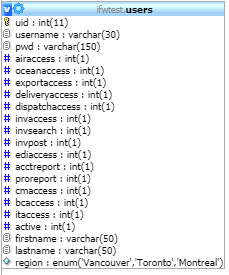 ifwtest.users
uid : int(11)
username : varchar(30)
pwd : varchar(150)
airaccess : int(1)
oceanaccess : int(1)
exportaccess : int(1)
deliveryaccess : int(1)
dispatchaccess : int(1)
invaccess : int(1)
invsearch : int(1)
invpost : int(1)
ediaccess : int(1)
acctreport : int(1)
proreport : int(1)
cmaccess : int(1)
bcaccess : int(1)
itaccess : int(1)
active : int(1)
firstname : varchar(50)
lastname : varchar(50)
region : enum('Vancouver','Toronto','Montreal')